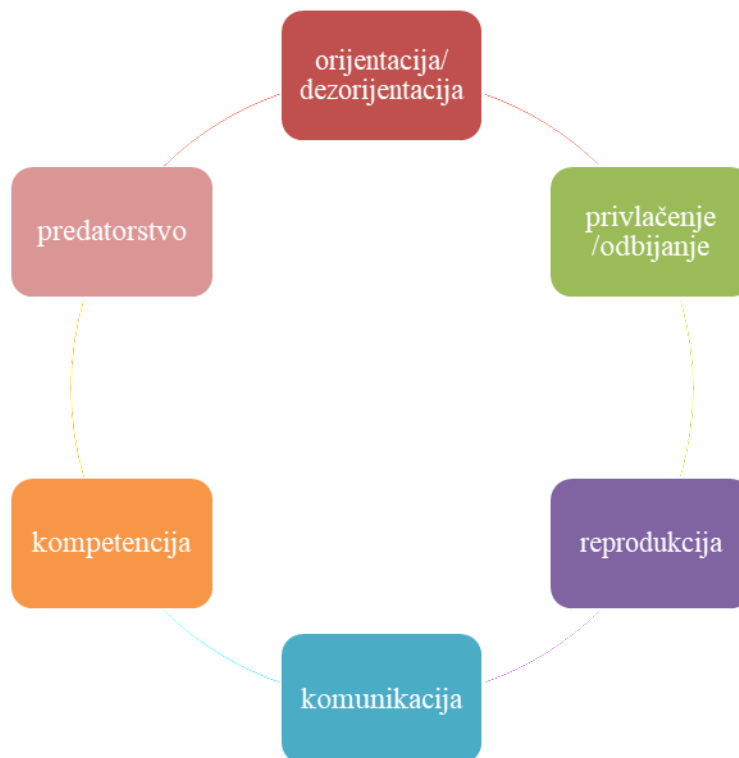 orijentacija/
dezorijentacija
privlačenje
/odbijanje
reprodukcija
komunikacija
kompetencija
predatorstvo